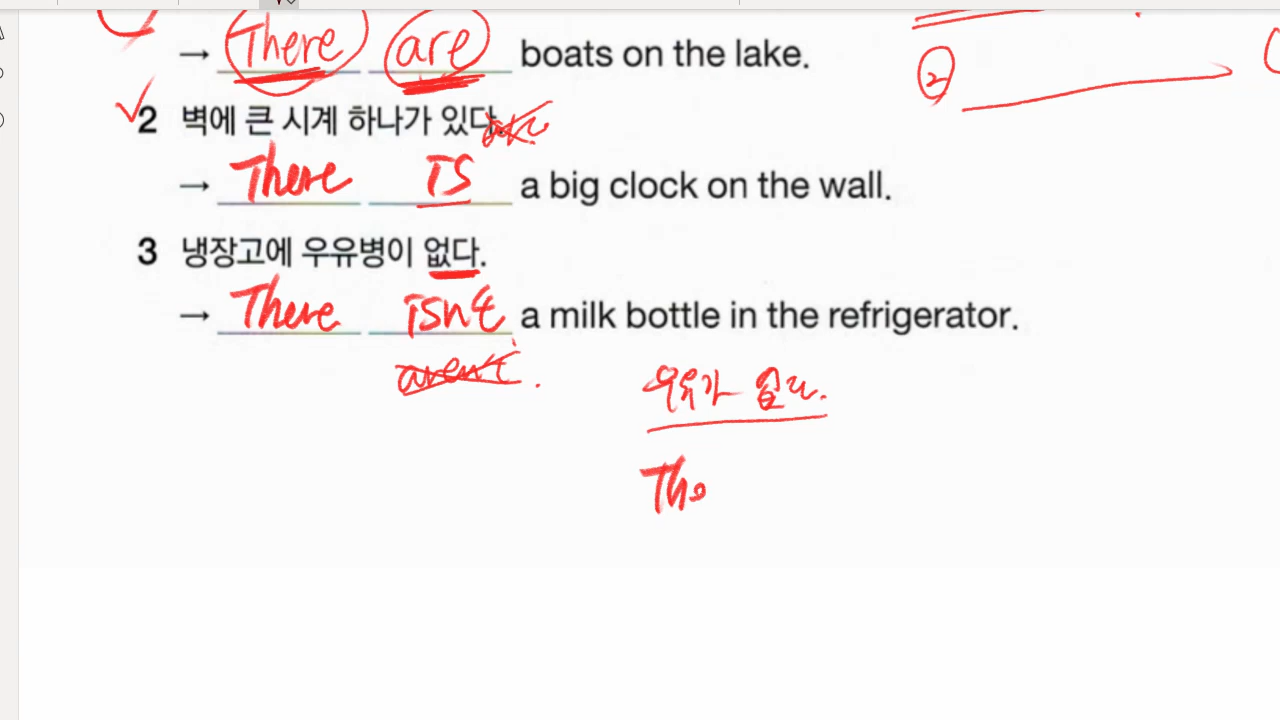 → There are boats on the lake.
②
2 벽에 큰 시계 하나가 있다.
→ There is a big clock on the wall.
3 냉장고에 우유병이 없다.
→ There isn't a milk bottle in the refrigerator.
aren't.
우유가 없다.
The